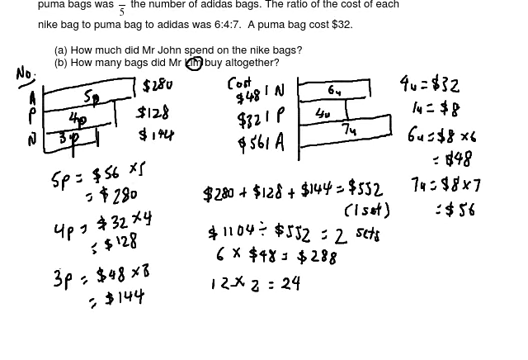 puma bags was 5 the number of adidas bags. The ratio of the cost of each
nike bag to puma bag to adidas was 6:4:7. A puma bag cost $32.
(a) How much did Mr John spend on the nike bags?
(b) How many bags did Mr Lim buy altogether?
No.
A 5p $280
P 4p $128
N 3p $144
Cost
$48 | N 6u
$32 | P 4u
$56 | A 7u
4u = $32
1u = $8
6u = $8 x 6
= $48
7u = $8 x 7
= $56
5p = $56 x 5
= $280
4p = $32 x 4
= $128
3p = $48 x 3
= $144
$280 + $128 + $144 = $552
(1 set)
$1104 ÷ $552 = 2 sets
6 x $48 = $288
12 x 2 = 24